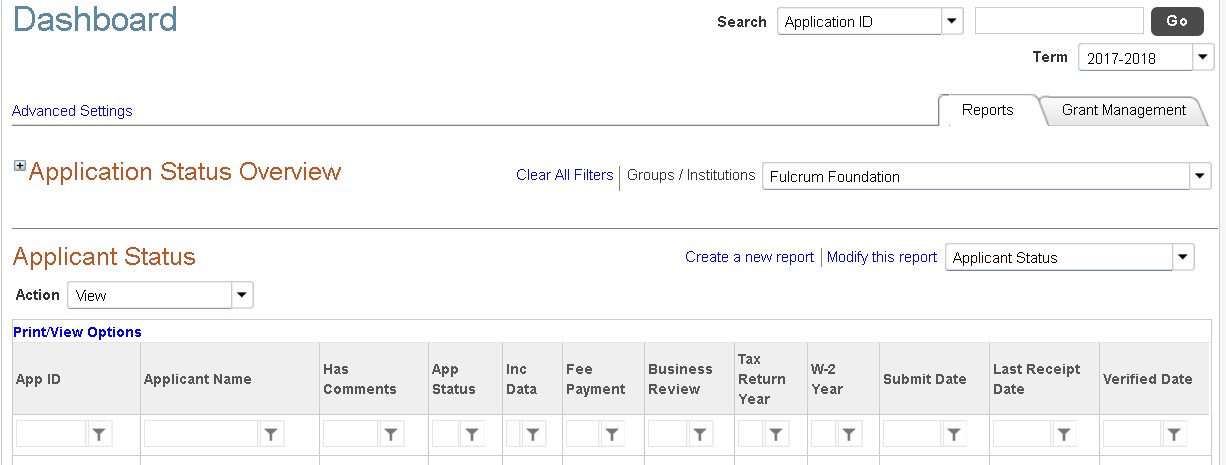 Dashboard
Search Application ID Go
Term 2017-2018
Advanced Settings Reports Grant Management
Application Status Overview Clear All Filters Groups / Institutions Fulcrum Foundation
Applicant Status Create a new report Modify this report Applicant Status
Action View
Print/View Options
App ID Applicant Name Has Comments App Status Inc Data Fee Payment Business Review Tax Return Year W-2 Year Submit Date Last Receipt Date Verified Date